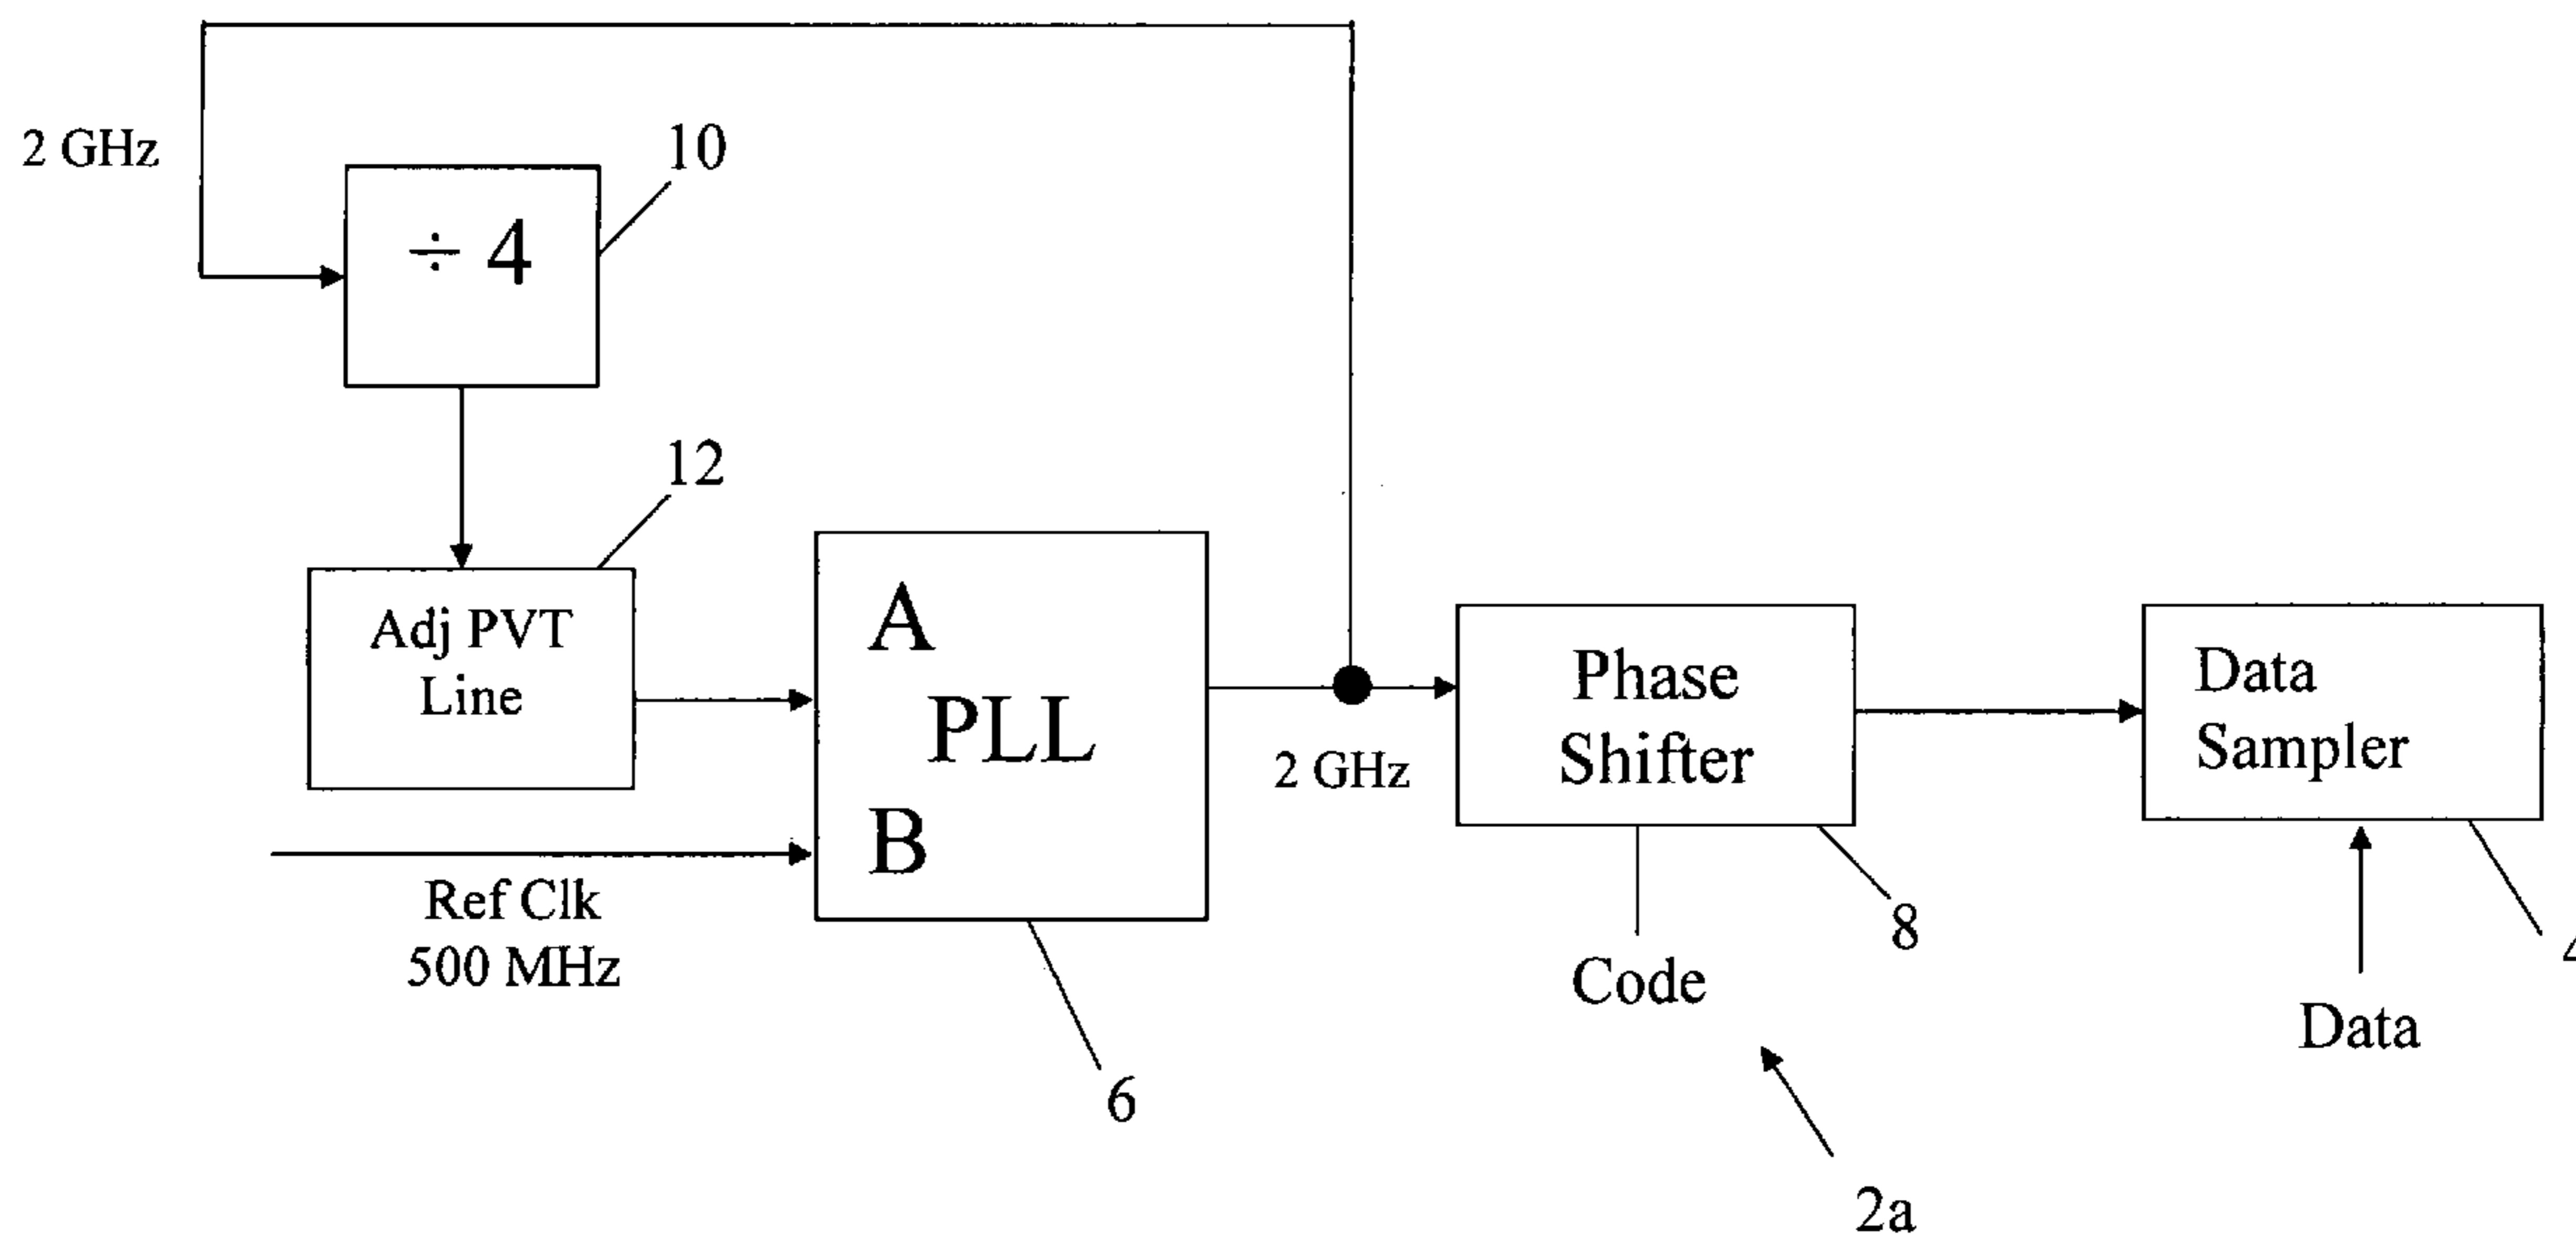 2 GHz
10
÷ 4
12
Adj PVT
Line
A
PLL
B
Ref Clk
500 MHz
6
2 GHz
Phase
Shifter
8
Code
2a
Data
Sampler
4
Data